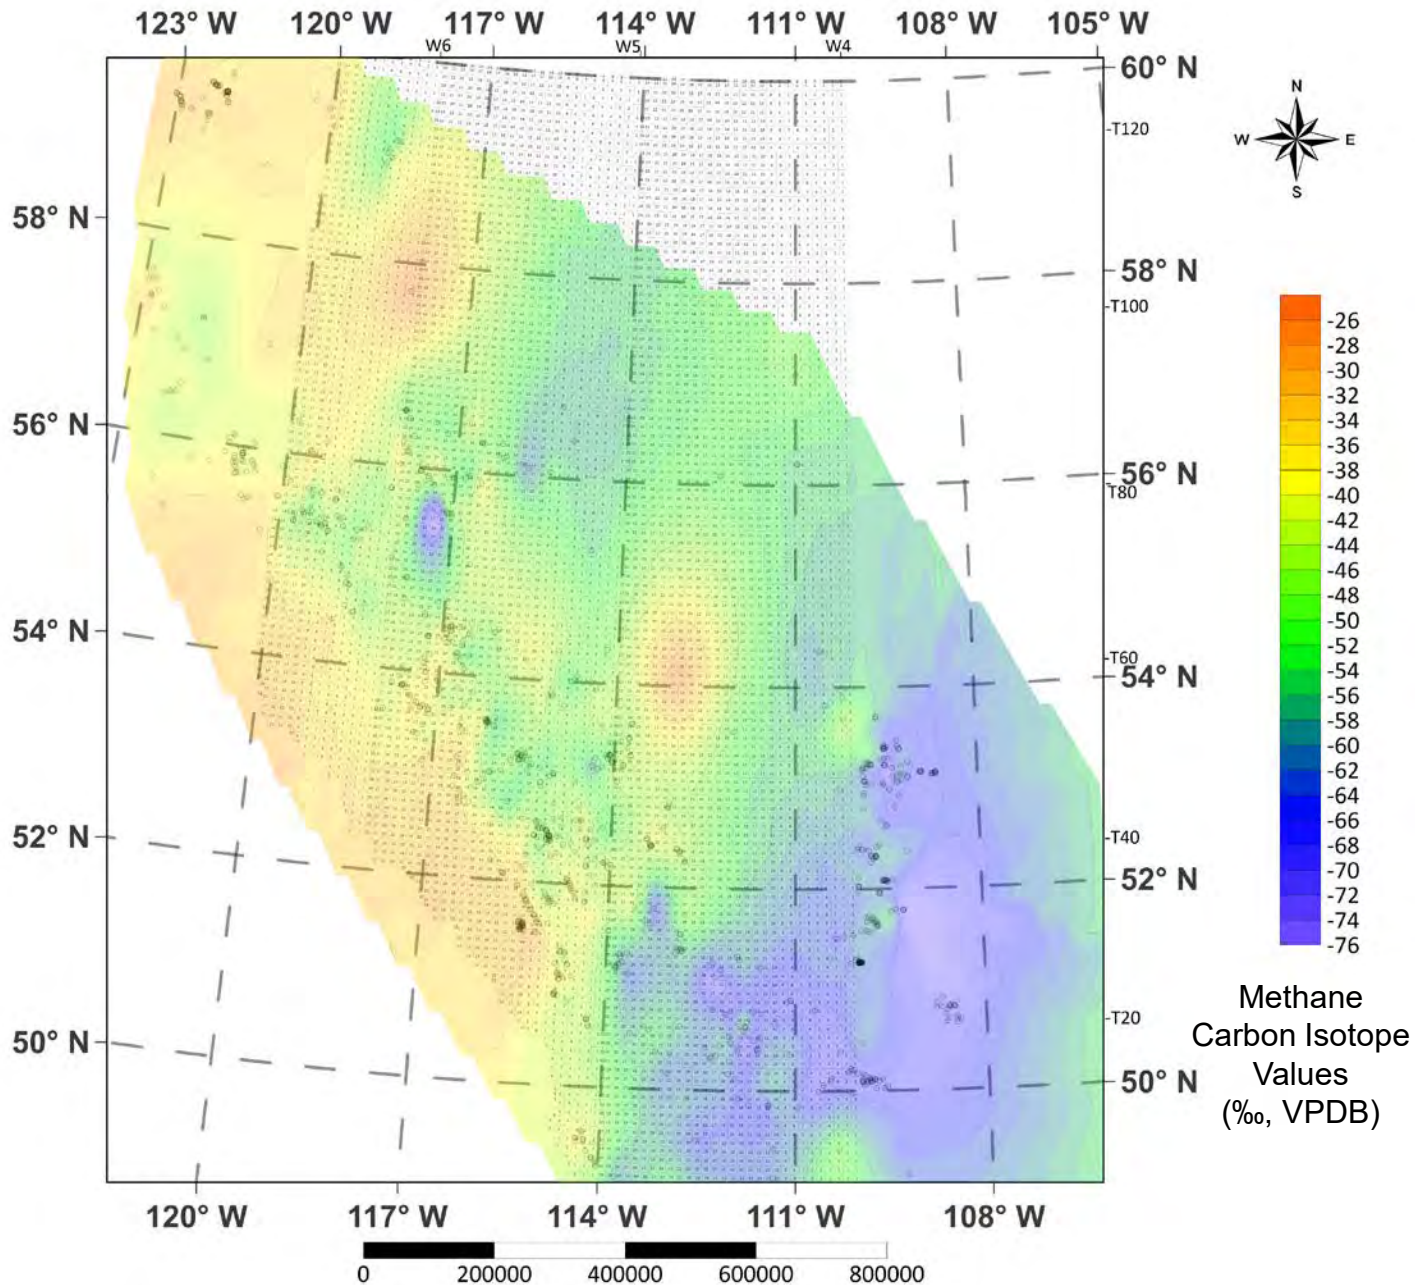 123° W 120° W 117° W 114° W 111° W 108° W 105° W
W6 W5 W4
60° N
N
W E
S
-T120
58° N
58° N
-T100
-26
-28
-30
-32
-34
-36
-38
-40
-42
-44
-46
-48
-50
-52
-54
-56
-58
-60
-62
-64
-66
-68
-70
-72
-74
-76
56° N
56° N
T80
54° N
T60
54° N
52° N
-T40
52° N
Methane
Carbon Isotope
Values
(‰, VPDB)
-T20
50° N
50° N
120° W 117° W 114° W 111° W 108° W
0 200000 400000 600000 800000